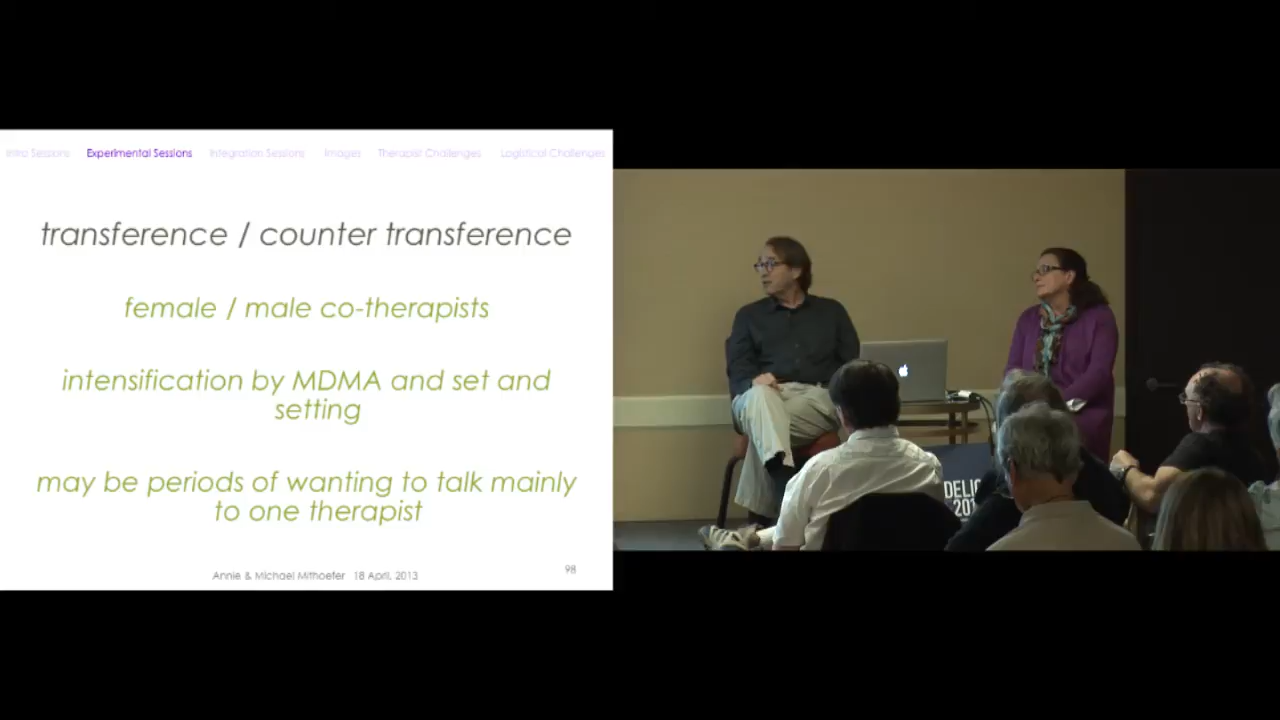 Intro Sessions Experimental Sessions Integration Sessions Images Therapist Challenges Logistical Challenges
transference / counter transference
female / male co-therapists
intensification by MDMA and set and
setting
may be periods of wanting to talk mainly
to one therapist
Annie & Michael Mithoefer 18 April, 2013
98
DELIC
201